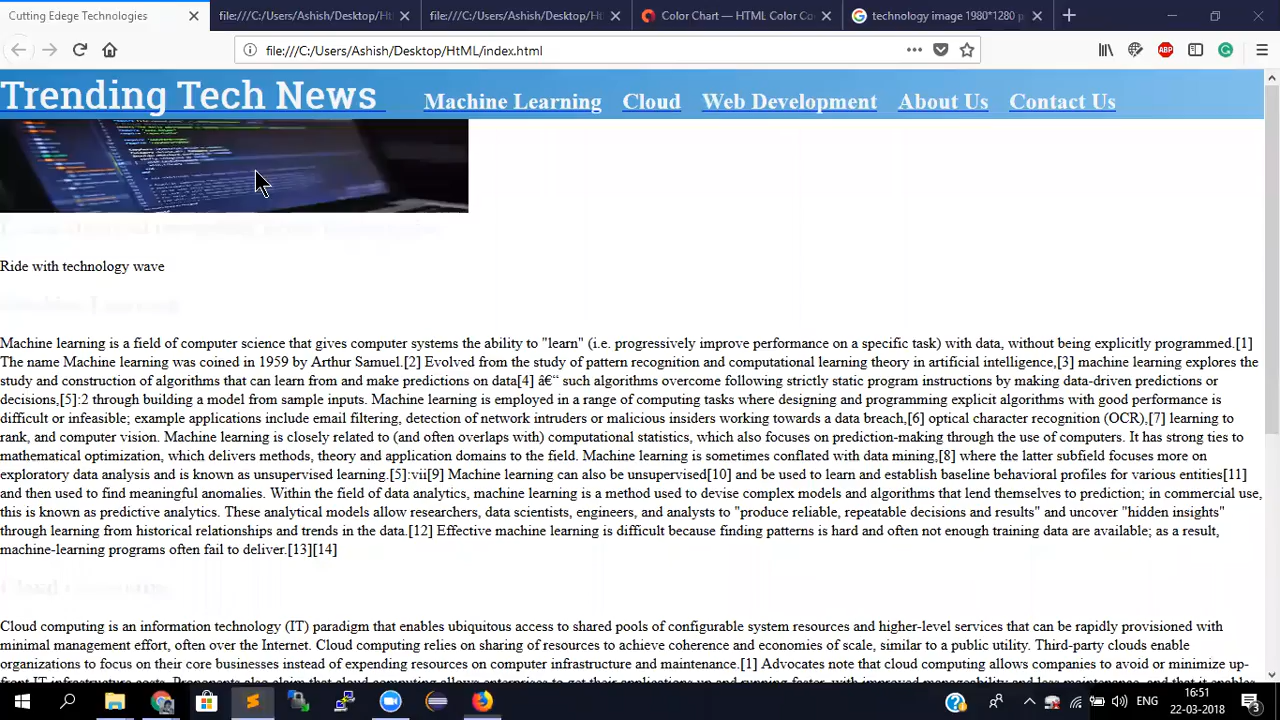 Cutting Edege Technologies
file:///C:/Users/Ashish/Desktop/Ht
file:///C:/Users/Ashish/Desktop/H
Color Chart — HTML Color Co
technology image 1980*1280 p
file:///C:/Users/Ashish/Desktop/HtML/index.html
ABP
Trending Tech News Machine Learning Cloud Web Development About Us Contact Us
Ride with technology wave
Machine learning is a field of computer science that gives computer systems the ability to "learn" (i.e. progressively improve performance on a specific task) with data, without being explicitly programmed.[1]
The name Machine learning was coined in 1959 by Arthur Samuel.[2] Evolved from the study of pattern recognition and computational learning theory in artificial intelligence,[3] machine learning explores the
study and construction of algorithms that can learn from and make predictions on data[4] â€“ such algorithms overcome following strictly static program instructions by making data-driven predictions or
decisions,[5]:2 through building a model from sample inputs. Machine learning is employed in a range of computing tasks where designing and programming explicit algorithms with good performance is
difficult or infeasible; example applications include email filtering, detection of network intruders or malicious insiders working towards a data breach,[6] optical character recognition (OCR),[7] learning to
rank, and computer vision. Machine learning is closely related to (and often overlaps with) computational statistics, which also focuses on prediction-making through the use of computers. It has strong ties to
mathematical optimization, which delivers methods, theory and application domains to the field. Machine learning is sometimes conflated with data mining,[8] where the latter subfield focuses more on
exploratory data analysis and is known as unsupervised learning.[5]:vii[9] Machine learning can also be unsupervised[10] and be used to learn and establish baseline behavioral profiles for various entities[11]
and then used to find meaningful anomalies. Within the field of data analytics, machine learning is a method used to devise complex models and algorithms that lend themselves to prediction; in commercial use,
this is known as predictive analytics. These analytical models allow researchers, data scientists, engineers, and analysts to "produce reliable, repeatable decisions and results" and uncover "hidden insights"
through learning from historical relationships and trends in the data.[12] Effective machine learning is difficult because finding patterns is hard and often not enough training data are available; as a result,
machine-learning programs often fail to deliver.[13][14]
Cloud computing is an information technology (IT) paradigm that enables ubiquitous access to shared pools of configurable system resources and higher-level services that can be rapidly provisioned with
minimal management effort, often over the Internet. Cloud computing relies on sharing of resources to achieve coherence and economies of scale, similar to a public utility. Third-party clouds enable
organizations to focus on their core businesses instead of expending resources on computer infrastructure and maintenance.[1] Advocates note that cloud computing allows companies to avoid or minimize up-
ENG
16:51
22-03-2018